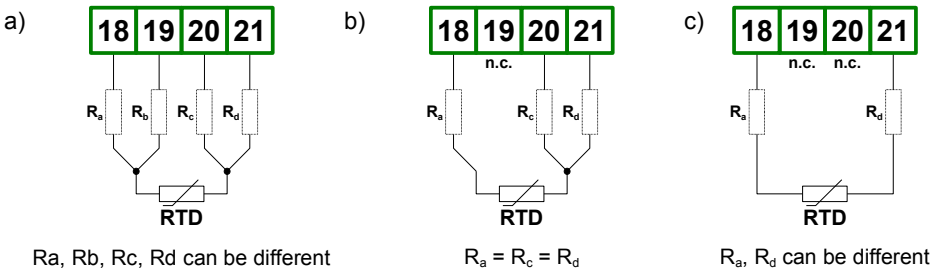 a) 18 19 20 21
b) 18 19 20 21
c) 18 19 20 21
n.c.
n.c. n.c.
Ra Rb Rc Rd
Ra Rc Rd
Ra Rd
RTD
RTD
RTD
Ra, Rb, Rc, Rd can be different
Ra = Rc = Rd
Ra, Rd can be different